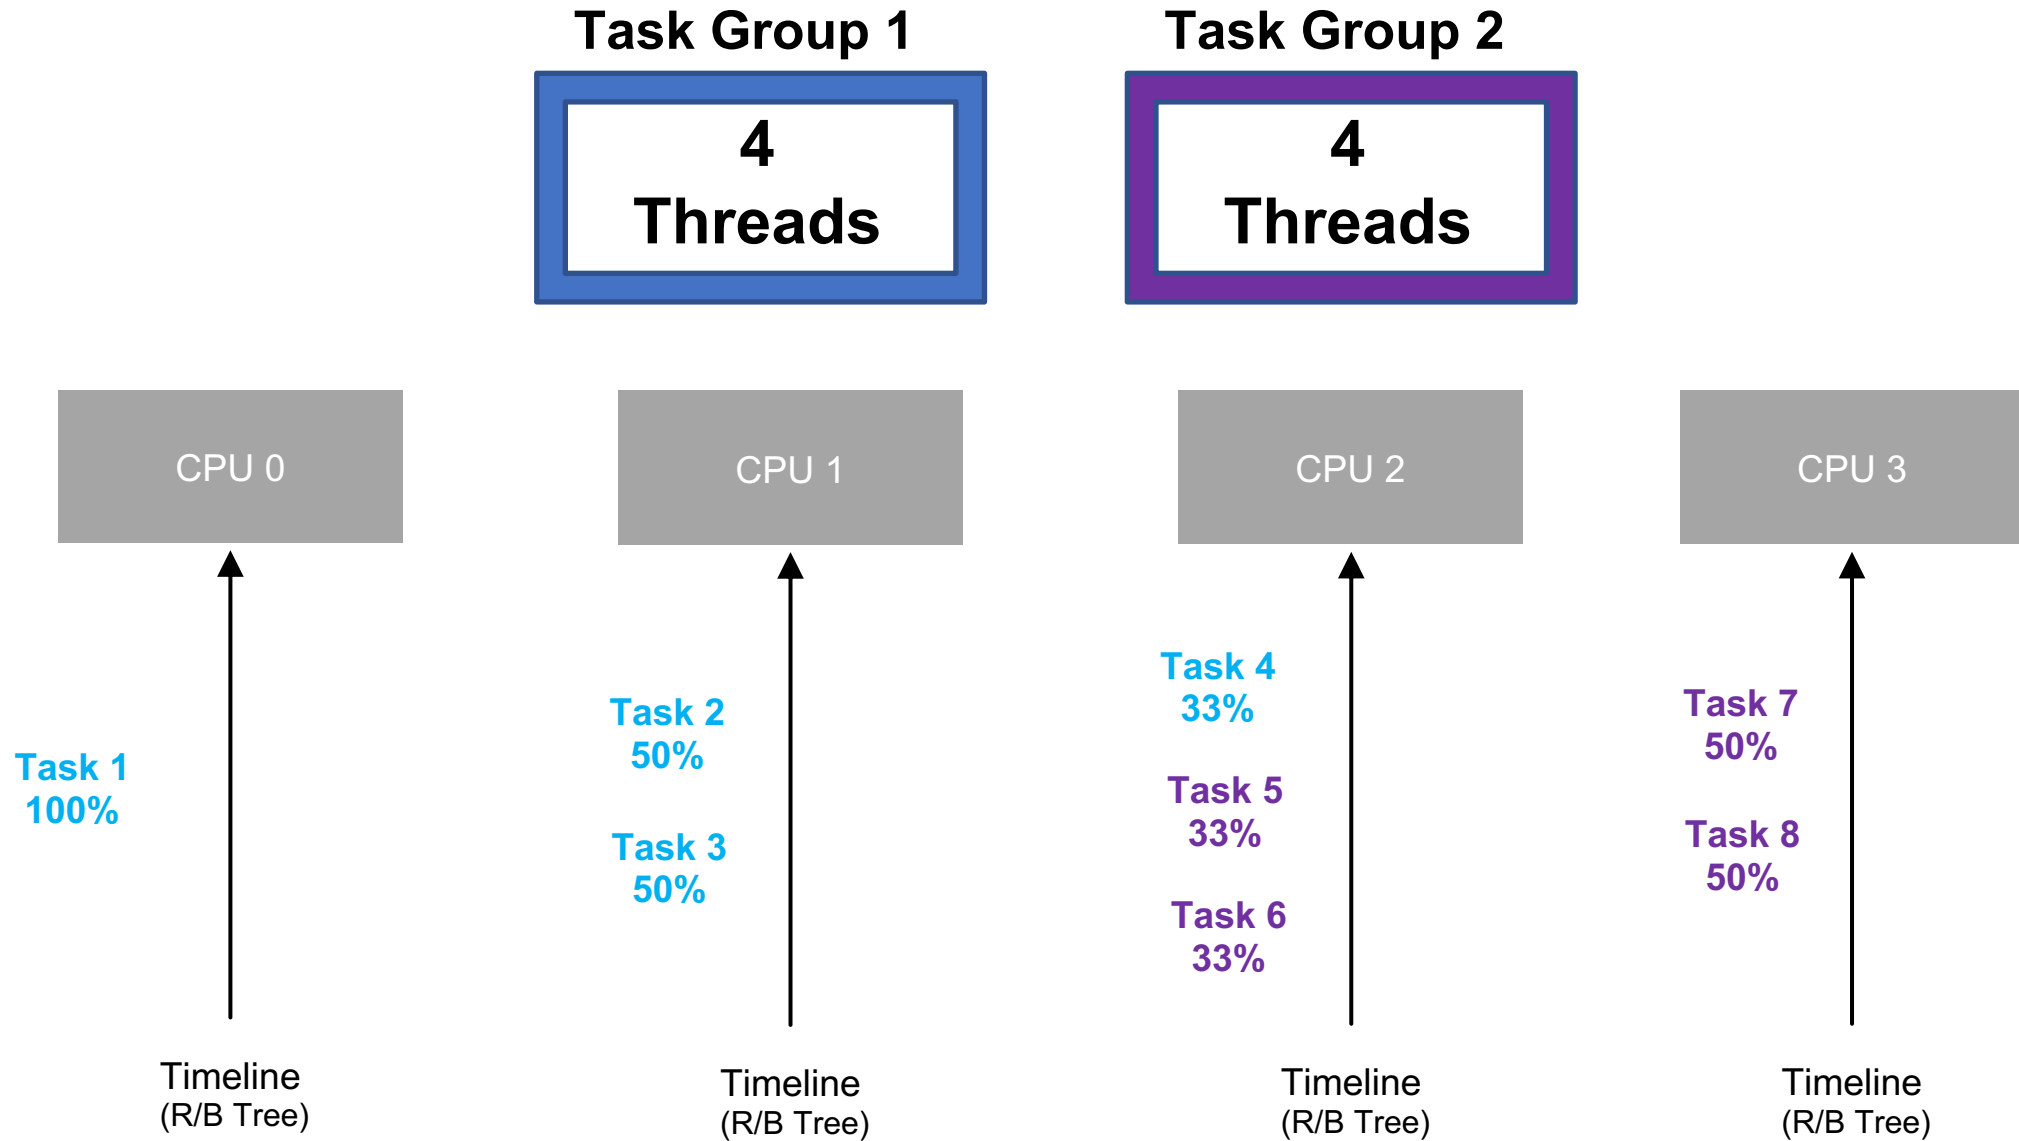 Task Group 1
Task Group 2
4
Threads
4
Threads
CPU 0
CPU 1
CPU 2
CPU 3
Task 1
100%
Task 2
50%
Task 3
50%
Task 4
33%
Task 5
33%
Task 6
33%
Task 7
50%
Task 8
50%
Timeline
(R/B Tree)
Timeline
(R/B Tree)
Timeline
(R/B Tree)
Timeline
(R/B Tree)